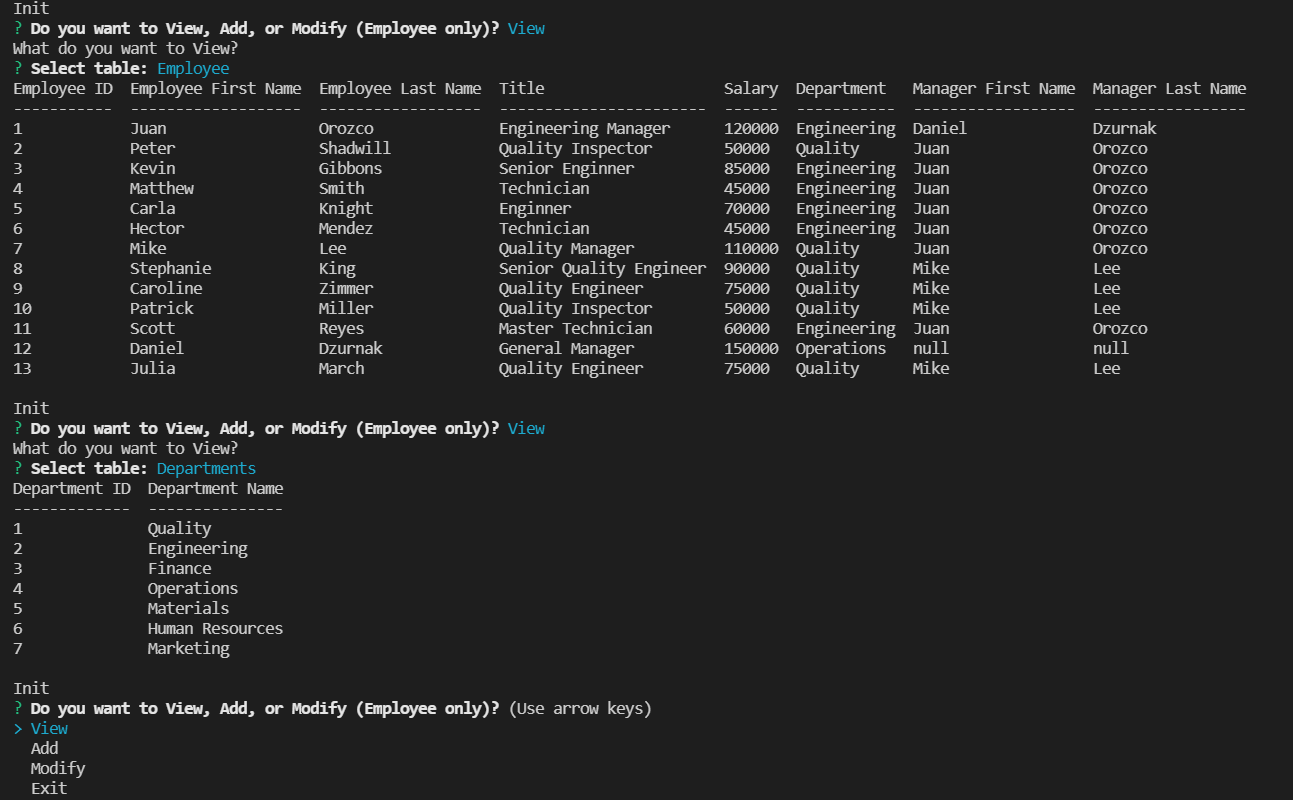 Init
? Do you want to View, Add, or Modify (Employee only)? View
What do you want to View?
? Select table: Employee
Employee ID  Employee First Name  Employee Last Name  Title                    Salary  Department   Manager First Name  Manager Last Name
-----------  -------------------  ------------------  -----------------------  ------  -----------  ------------------  -----------------
1            Juan                 Orozco              Engineering Manager      120000  Engineering  Daniel              Dzurnak
2            Peter                Shadwill            Quality Inspector        50000   Quality      Juan                Orozco
3            Kevin                Gibbons             Senior Enginner          85000   Engineering  Juan                Orozco
4            Matthew              Smith               Technician               45000   Engineering  Juan                Orozco
5            Carla                Knight              Enginner                 70000   Engineering  Juan                Orozco
6            Hector               Mendez              Technician               45000   Engineering  Juan                Orozco
7            Mike                 Lee                 Quality Manager          110000  Quality      Juan                Orozco
8            Stephanie            King                Senior Quality Engineer  90000   Quality      Mike                Lee
9            Caroline             Zimmer              Quality Engineer         75000   Quality      Mike                Lee
10           Patrick              Miller              Quality Inspector        50000   Quality      Mike                Lee
11           Scott                Reyes               Master Technician        60000   Engineering  Juan                Orozco
12           Daniel               Dzurnak             General Manager          150000  Operations   null                null
13           Julia                March               Quality Engineer         75000   Quality      Mike                Lee
Init
? Do you want to View, Add, or Modify (Employee only)? View
What do you want to View?
? Select table: Departments
Department ID  Department Name
-------------  ---------------
1              Quality
2              Engineering
3              Finance
4              Operations
5              Materials
6              Human Resources
7              Marketing
Init
? Do you want to View, Add, or Modify (Employee only)? (Use arrow keys)
> View
  Add
  Modify
  Exit